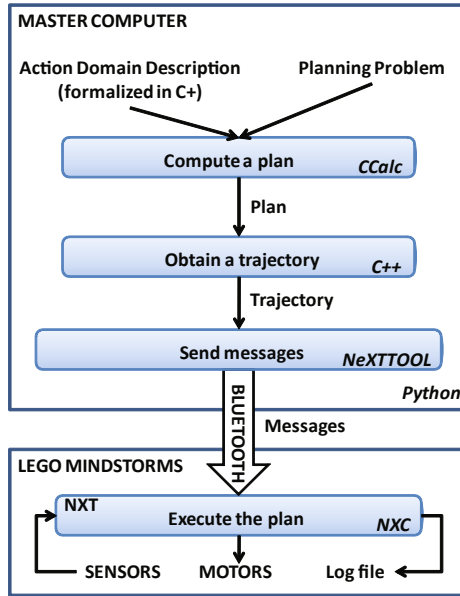 MASTER COMPUTER
Action Domain Description
(formalized in C+)
Planning Problem
Compute a plan
CCalc
Plan
Obtain a trajectory
C++
Trajectory
Send messages
NeXTTOOL
Python
BLUETOOTH
Messages
LEGO MINDSTORMS
NXT
Execute the plan
NXC
SENSORS
MOTORS
Log file